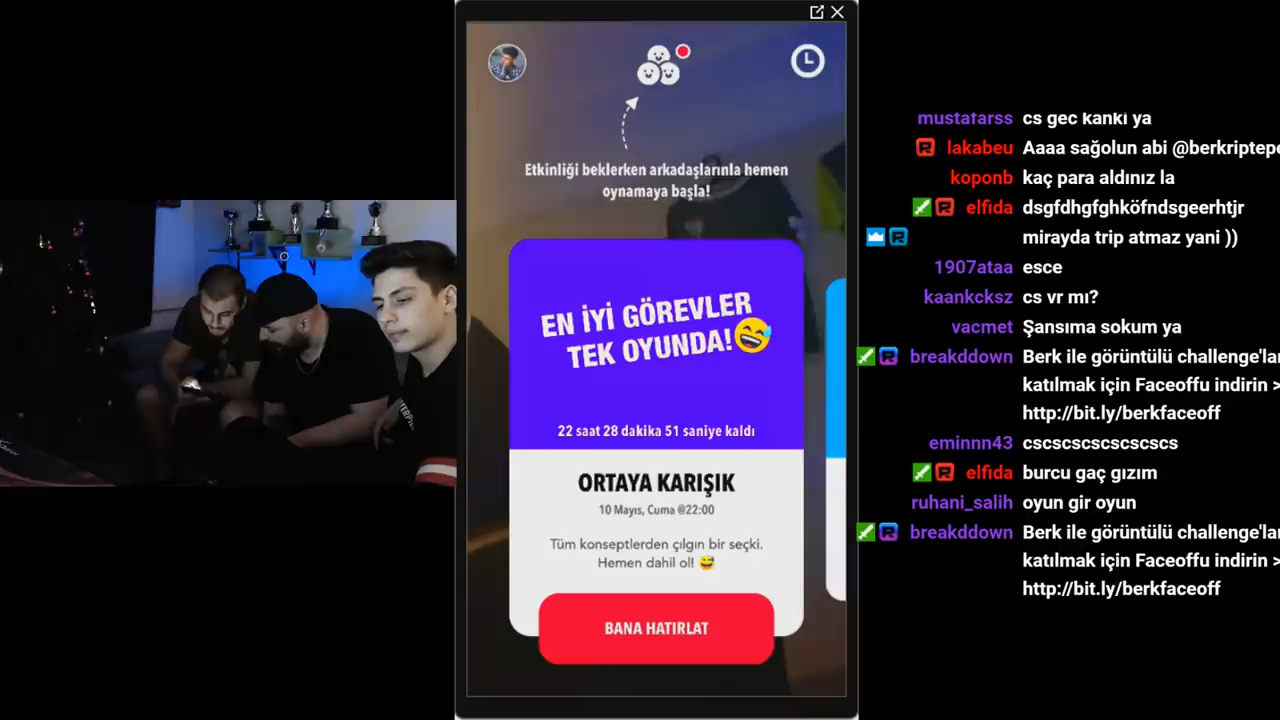 Etkinliği beklerken arkadaşlarınla hemen
oynamaya başla!
EN İYİ GÖREVLER
TEK OYUNDA!
22 saat 28 dakika 51 saniye kaldı
ORTAYA KARIŞIK
10 Mayıs, Cuma @22:00
Tüm konseptlerden çılgın bir seçki.
Hemen dahil ol!
BANA HATIRLAT
mustafarss cs gec kanki ya
lakabeu Aaaa sağolun abi @berkriptepe
koponb kaç para aldınız la
elfida dsgfdhgfghköfndsgeerhtjr
mirayda trip atmaz yani ))
1907ataa esce
kaankcksz cs vr mı?
vacmet Şansıma sokum ya
breakddown Berk ile görüntülü challenge'lar
katılmak için Faceoffu indirin >
http://bit.ly/berkfaceoff
eminnn43 cscscscscscscscs
elfida burcu gaç gızım
ruhani_salih oyun gir oyun
breakddown Berk ile görüntülü challenge'lar
katılmak için Faceoffu indirin >
http://bit.ly/berkfaceoff